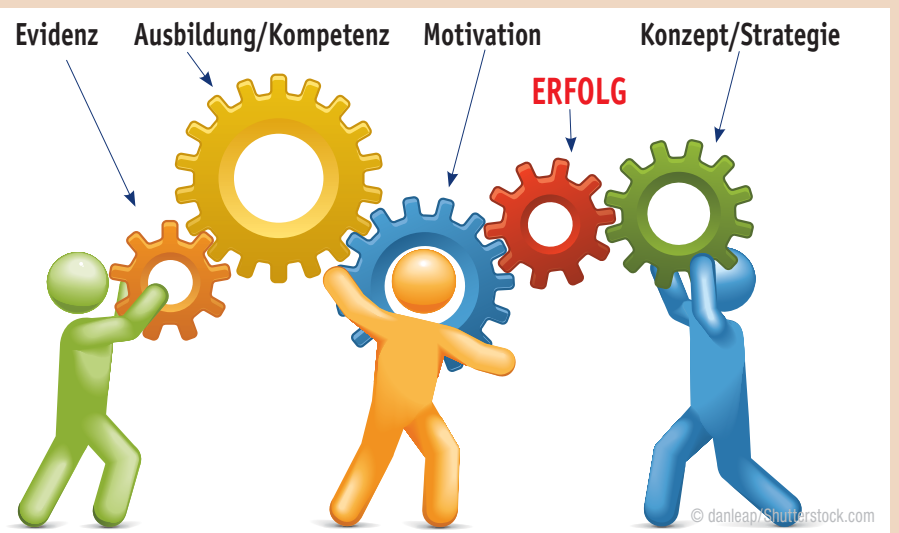 Evidenz
Ausbildung/Kompetenz
Motivation
Konzept/Strategie
ERFOLG
© danleap/Shutterstock.com